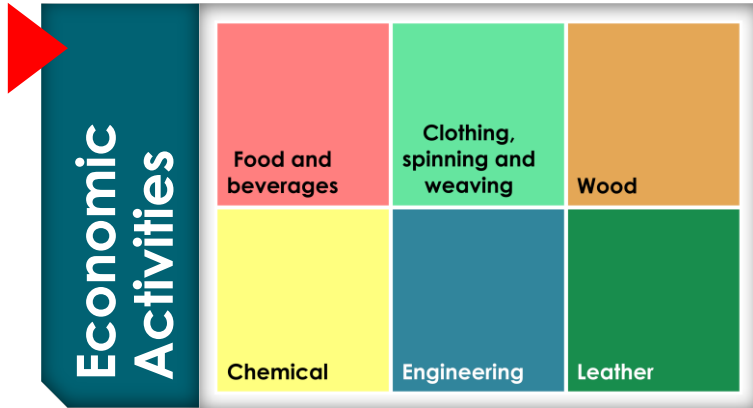 Economic
Activities
Food and
beverages
Clothing,
spinning and
weaving
Wood
Chemical
Engineering
Leather